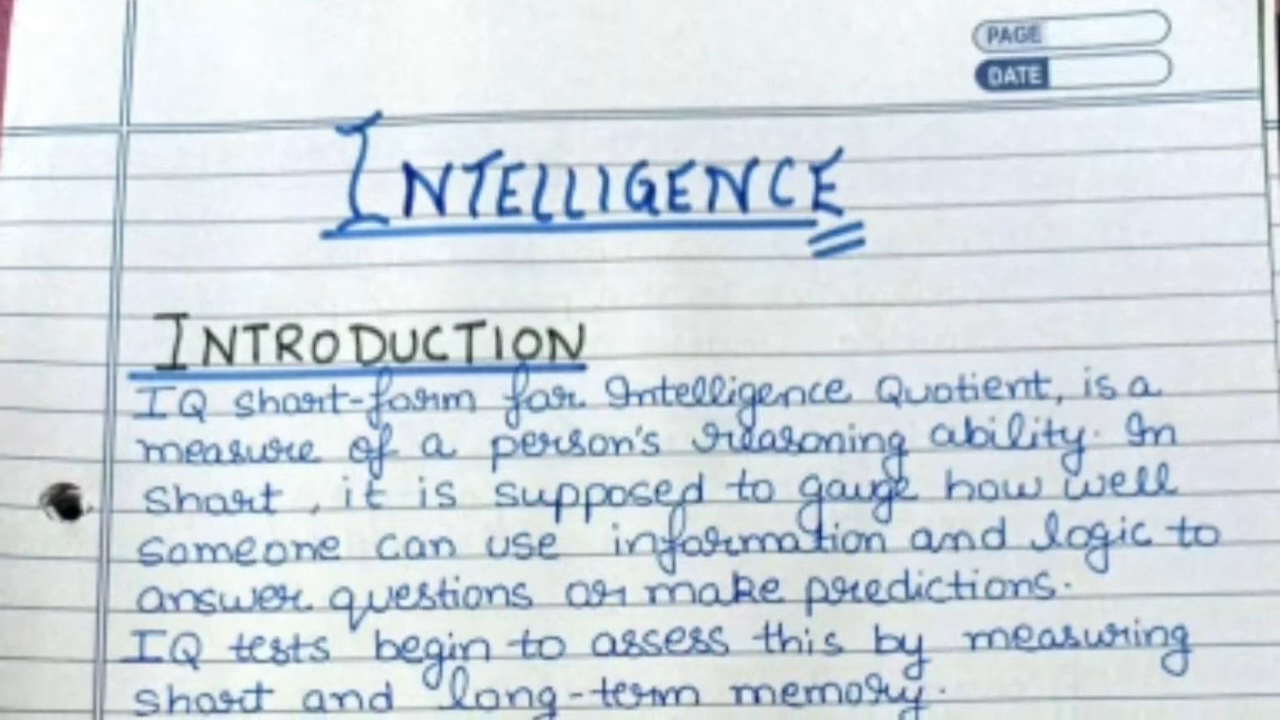 PAGE
DATE
INTELLIGENCE
INTRODUCTION
IQ short-form for Intelligence Quotient, is a
measure of a person's reasoning ability. In
short, it is supposed to gauge how well
someone can use information and logic to
answer questions or make predictions.
IQ tests begin to assess this by measuring
short and long-term memory.